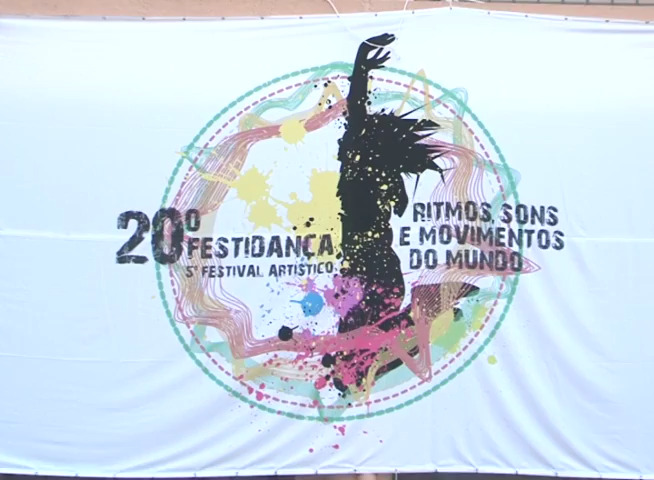 20º FESTIDANÇA
5º FESTIVAL ARTÍSTICO
RITMOS, SONS
E MOVIMENTOS
DO MUNDO